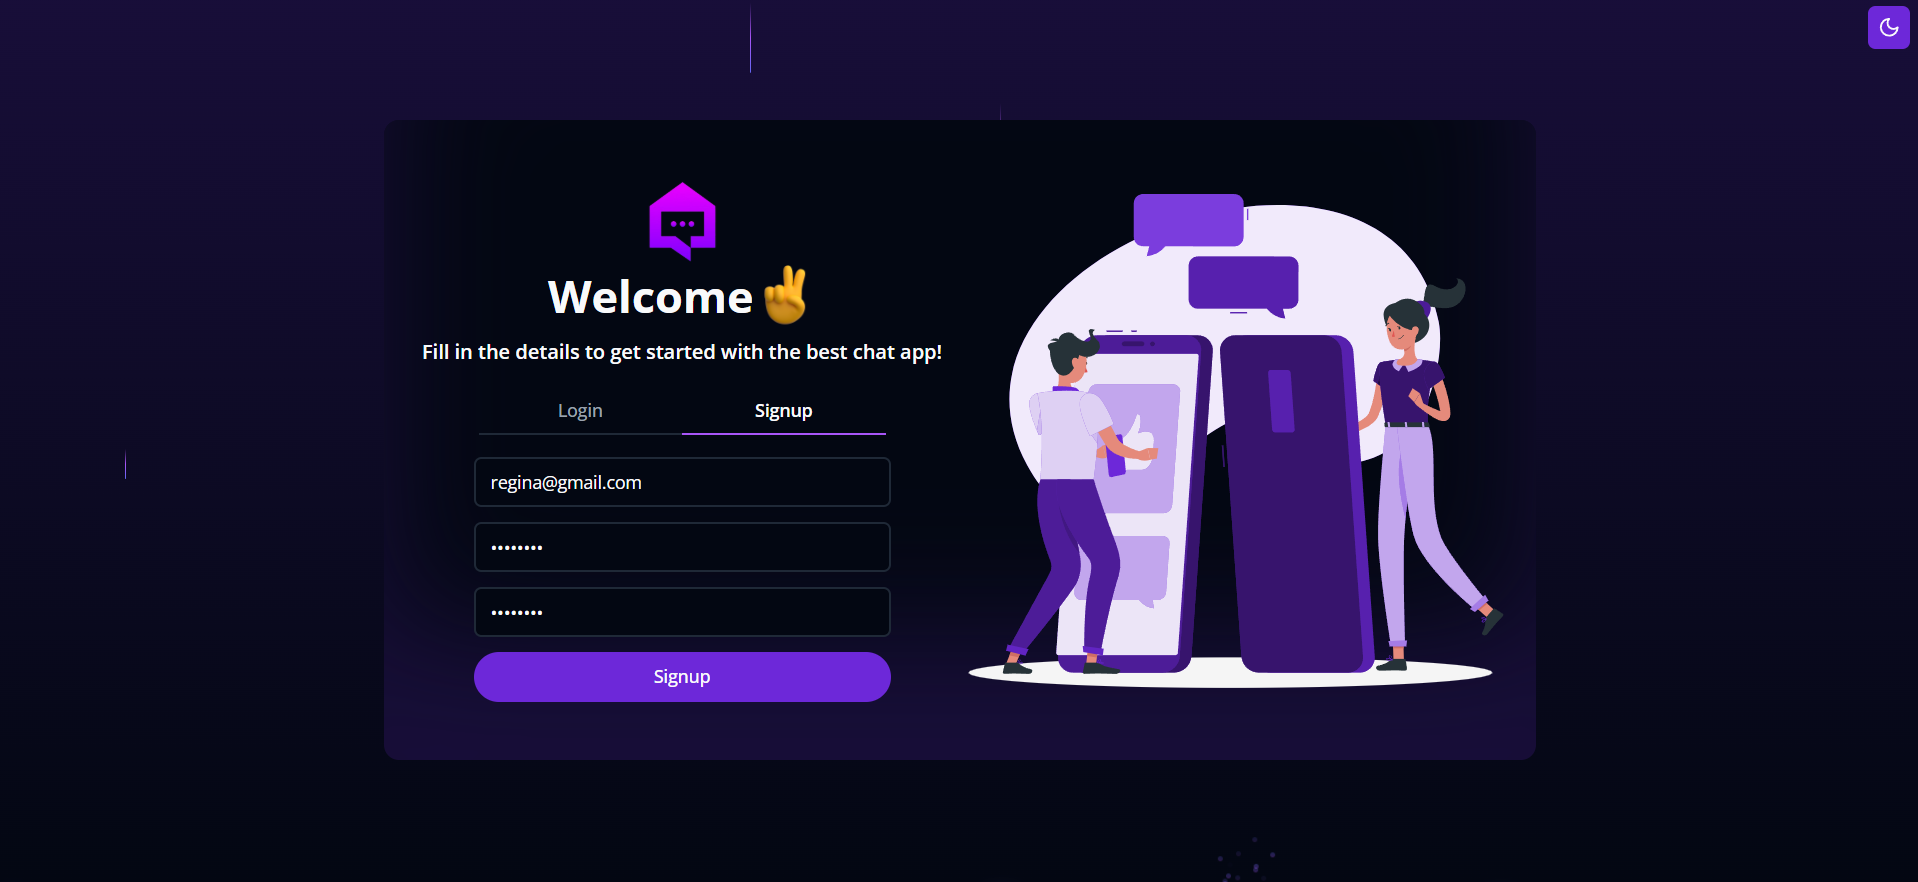 Welcome✌️
Fill in the details to get started with the best chat app!
Login
Signup
regina@gmail.com
••••••••
••••••••
Signup